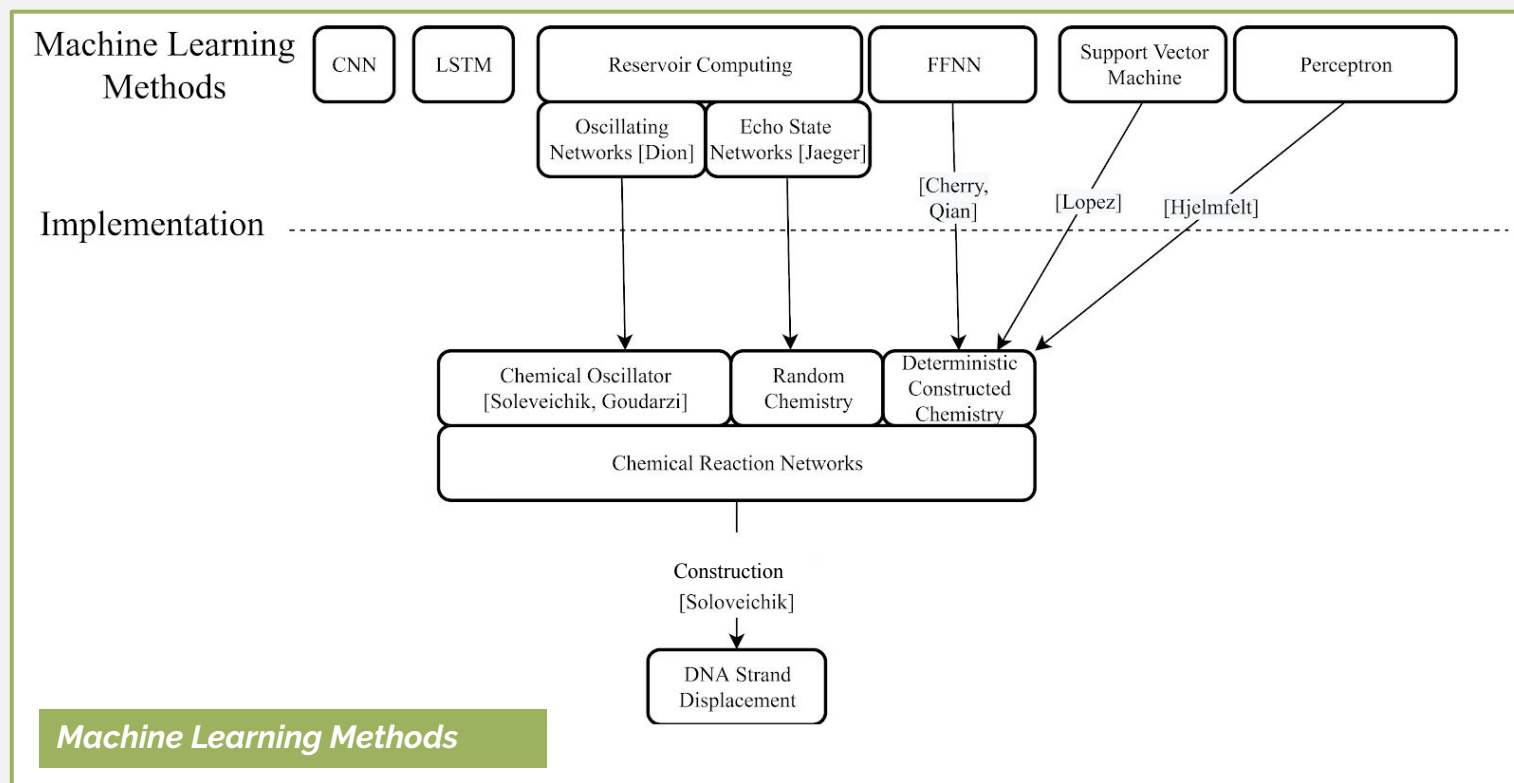 Machine Learning
Methods
CNN
LSTM
Reservoir Computing
FFNN
Support Vector
Machine
Perceptron
Oscillating
Networks [Dion]
Echo State
Networks [Jaeger]
[Cherry,
Qian]
[Lopez]
[Hjelmfelt]
Implementation
Chemical Oscillator
[Soleveichik, Goudarzi]
Random
Chemistry
Deterministic
Constructed
Chemistry
Chemical Reaction Networks
Construction
[Soloveichik]
DNA Strand
Displacement
Machine Learning Methods